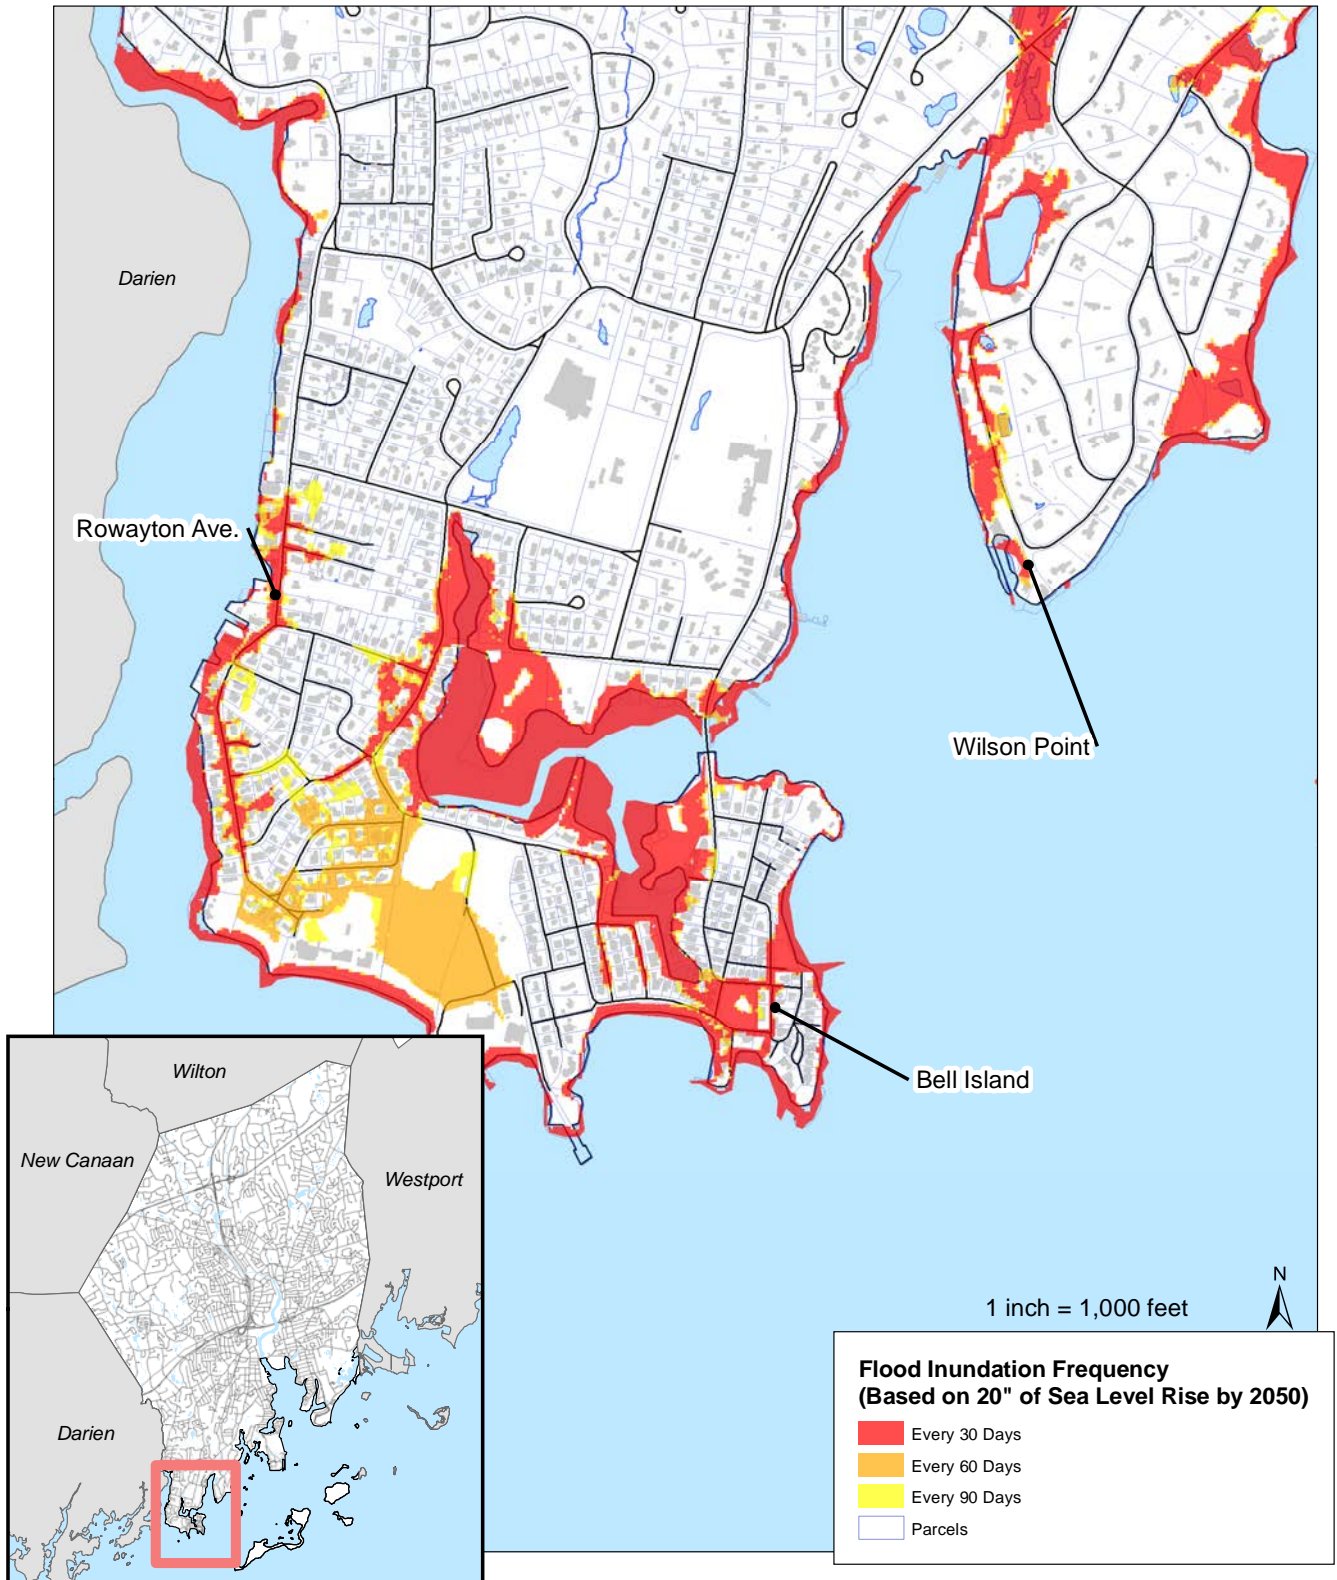 Darien
Rowayton Ave.
Wilson Point
Bell Island
Wilton
New Canaan
Westport
Darien
N
1 inch = 1,000 feet
Flood Inundation Frequency
(Based on 20" of Sea Level Rise by 2050)
Every 30 Days
Every 60 Days
Every 90 Days
Parcels